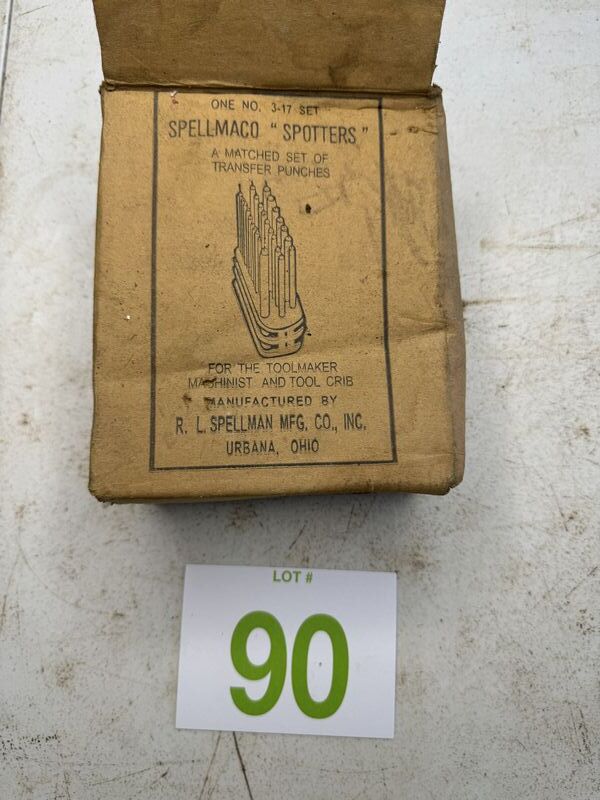 ONE NO. 3-17 SET
SPELLMACO "SPOTTERS"
A MATCHED SET OF
TRANSFER PUNCHES
FOR THE TOOLMAKER
MACHINIST AND TOOL CRIB
MANUFACTURED BY
R. L. SPELLMAN MFG, CO., INC.
URBANA, OHIO
LOT #
90